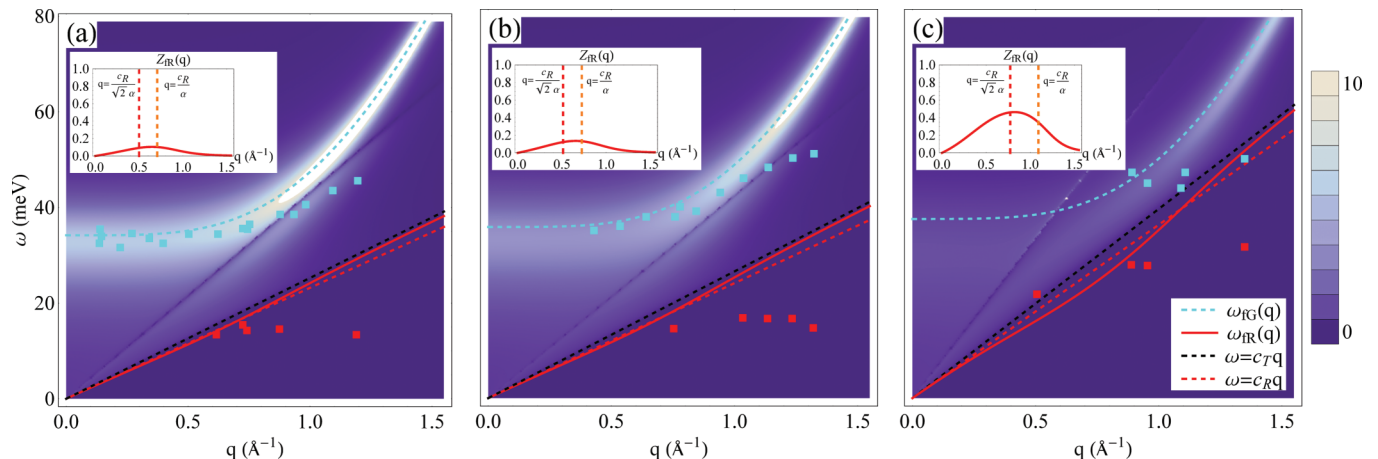 (a)
80
60
40
20
0
ω (meV)
Z_fR(q)
1.0
0.8
0.6
0.4
0.2
0.0
q=c_R/√2 α
q=c_R/α
0.0 0.5 1.0 1.5
q (Å⁻¹)
0.0 0.5 1.0 1.5
q (Å⁻¹)
(b)
Z_fR(q)
1.0
0.8
0.6
0.4
0.2
0.0
q=c_R/√2 α
q=c_R/α
0.0 0.5 1.0 1.5
q (Å⁻¹)
0.0 0.5 1.0 1.5
q (Å⁻¹)
(c)
Z_fR(q)
1.0
0.8
0.6
0.4
0.2
0.0
q=c_R/√2 α
q=c_R/α
0.0 0.5 1.0 1.5
q (Å⁻¹)
ω_fG(q)
ω_fR(q)
ω=c_T q
ω=c_R q
0.0 0.5 1.0 1.5
q (Å⁻¹)
10
0